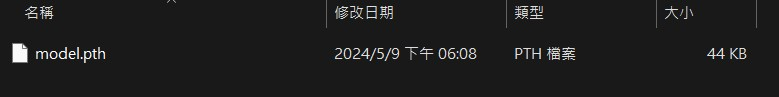 名稱 修改日期 類型 大小
model.pth 2024/5/9 下午 06:08 PTH 檔案 44 KB